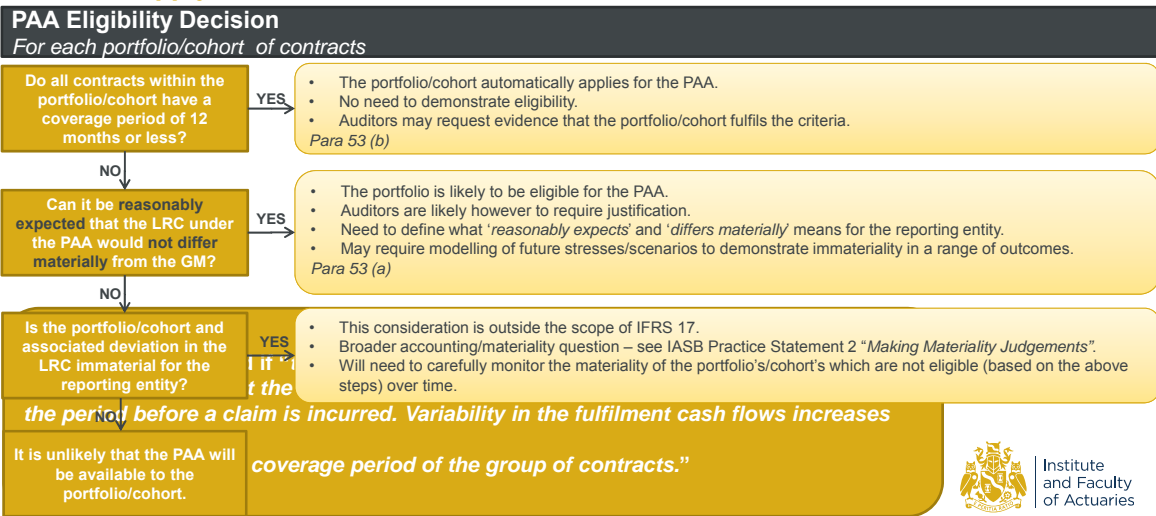 PAA Eligibility Decision
For each portfolio/cohort of contracts
Do all contracts within the
portfolio/cohort have a
coverage period of 12
months or less?
YES
• The portfolio/cohort automatically applies for the PAA.
• No need to demonstrate eligibility.
• Auditors may request evidence that the portfolio/cohort fulfils the criteria.
Para 53 (b)
NO
Can it be reasonably
expected that the LRC under
the PAA would not differ
materially from the GM?
YES
• The portfolio is likely to be eligible for the PAA.
• Auditors are likely however to require justification.
• Need to define what ‘reasonably expects’ and ‘differs materially’ means for the reporting entity.
• May require modelling of future stresses/scenarios to demonstrate immateriality in a range of outcomes.
Para 53 (a)
NO
Is the portfolio/cohort and
associated deviation in the
LRC immaterial for the
reporting entity?
YES
• This consideration is outside the scope of IFRS 17.
• Broader accounting/materiality question – see IASB Practice Statement 2 “Making Materiality Judgements”.
• Will need to carefully monitor the materiality of the portfolio’s/cohort’s which are not eligible (based on the above
steps) over time.
if “
the
the period before a claim is incurred. Variability in the fulfilment cash flows increases
NO
It is unlikely that the PAA will
be available to the
portfolio/cohort.
coverage period of the group of contracts.”
Institute
and Faculty
of Actuaries